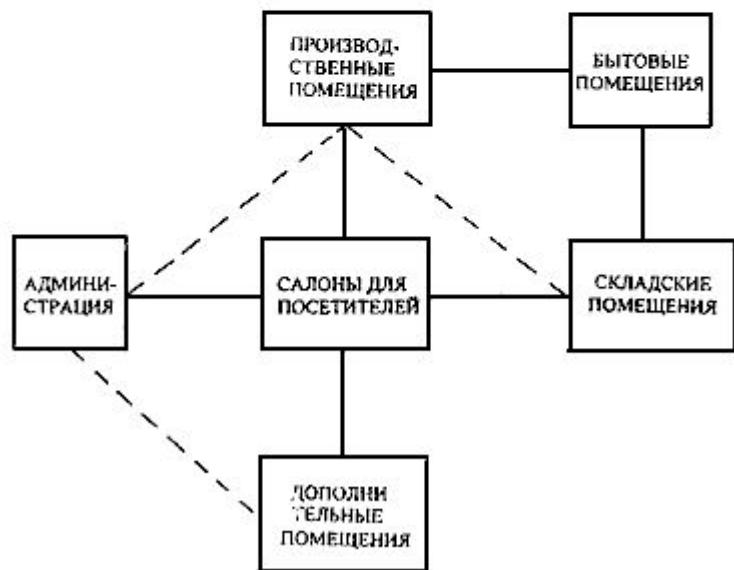 ПРОИЗВОД-
СТВЕННЫЕ
ПОМЕЩЕНИЯ
БЫТОВЫЕ
ПОМЕЩЕНИЯ
АДМИНИ-
СТРАЦИЯ
САЛОНЫ ДЛЯ
ПОСЕТИТЕЛЕЙ
СКЛАДСКИЕ
ПОМЕЩЕНИЯ
ДОПОЛНИ
ТЕЛЬНЫЕ
ПОМЕЩЕНИЯ